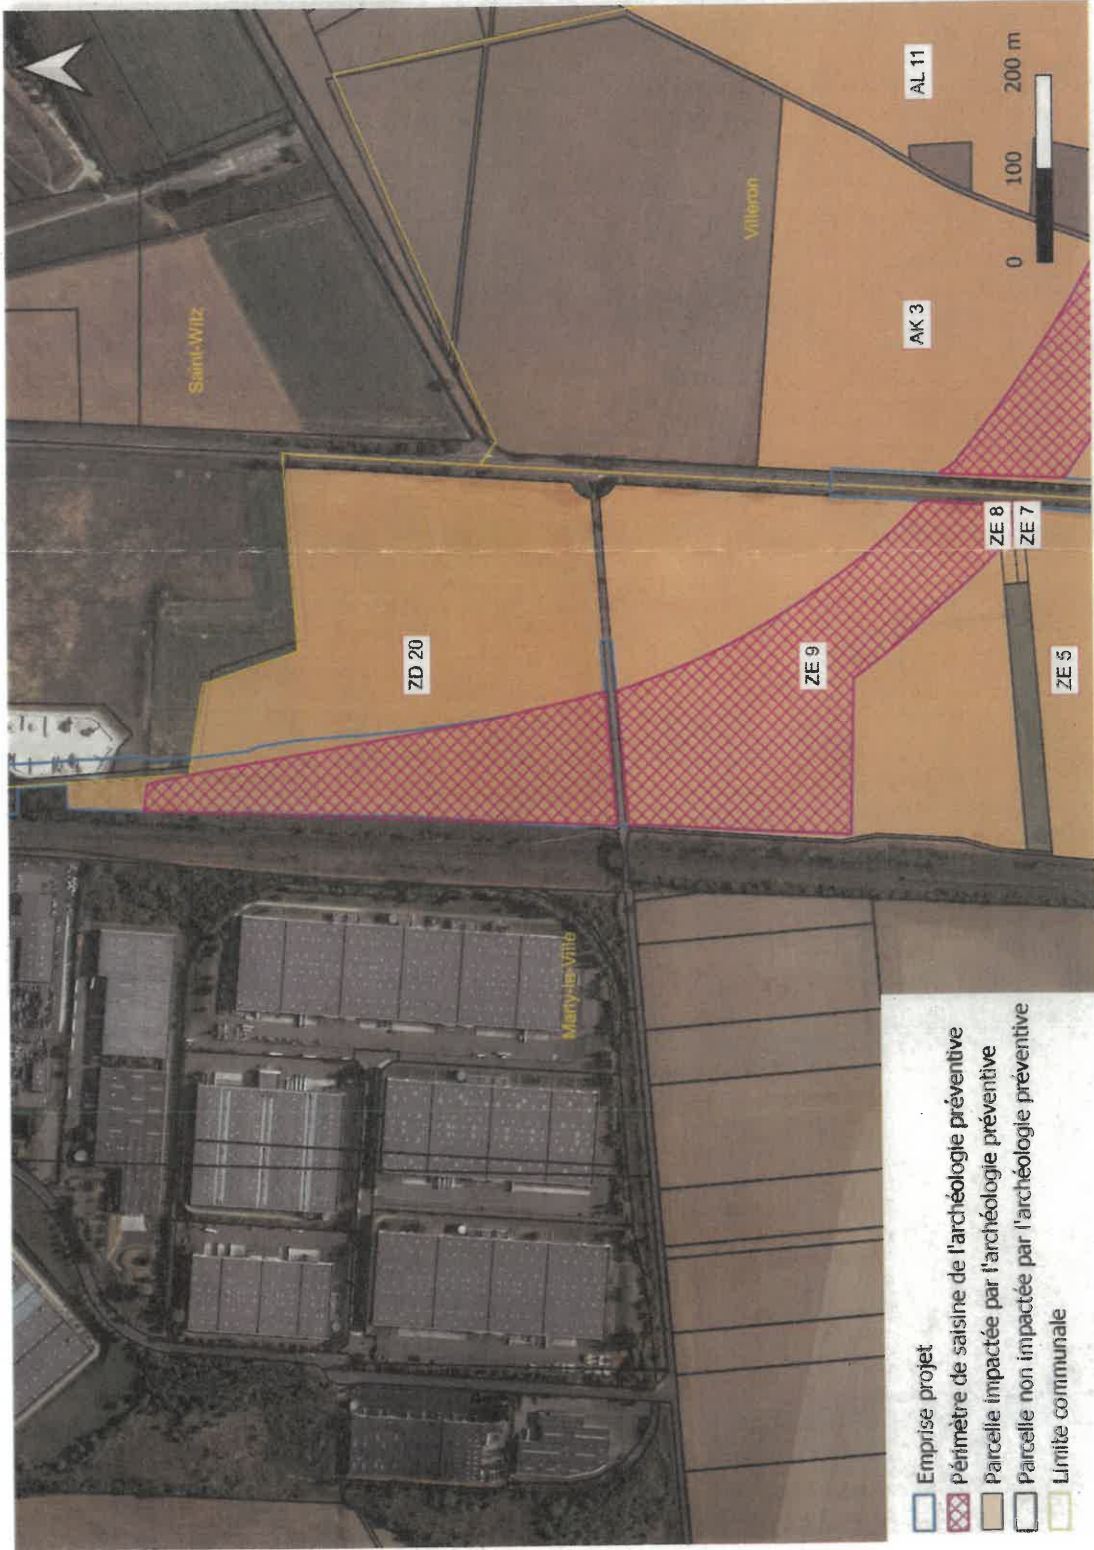 Saint-Witz
AL 11
Villeron
AK 3
ZD 20
ZE 8
ZE 7
ZE 9
ZE 5
Marly-la-Ville
0 100 200 m
Emprise projet
Périmètre de saisine de l'archéologie préventive
Parcelle impactée par l'archéologie préventive
Parcelle non impactée par l'archéologie préventive
Limite communale